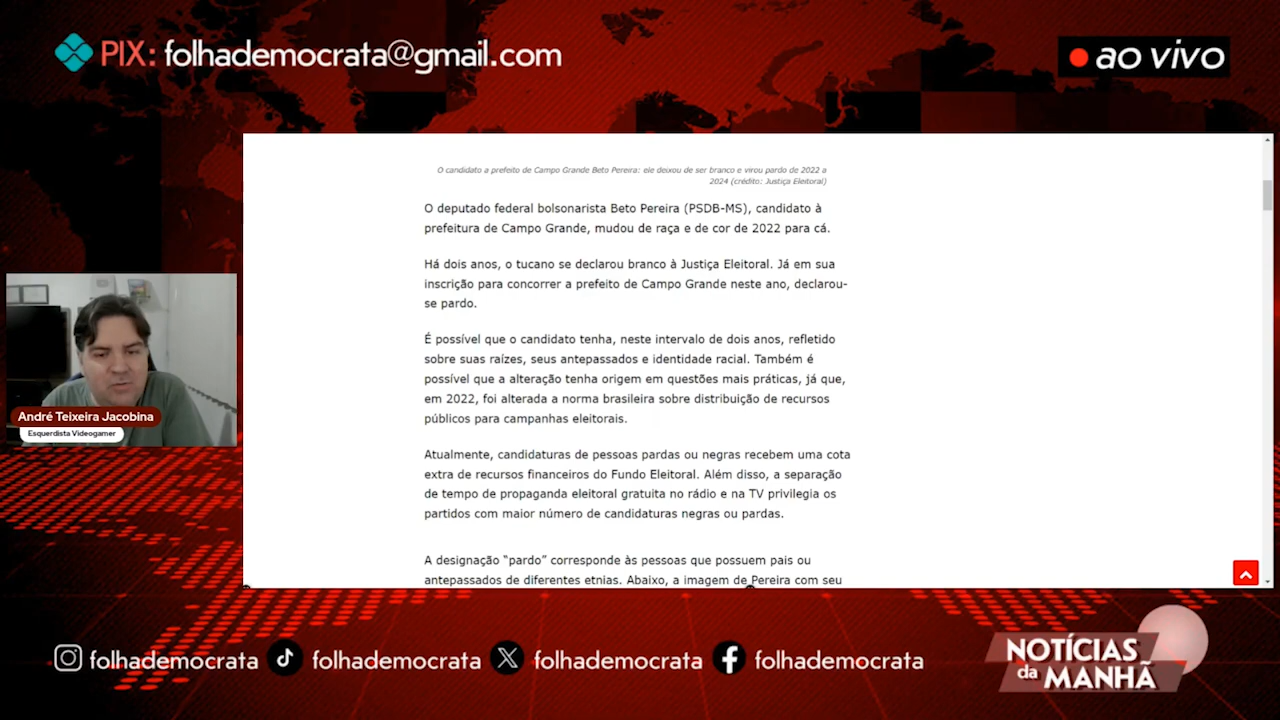 PIX: folhademocrata@gmail.com
ao vivo
O candidato a prefeito de Campo Grande Beto Pereira: ele deixou de ser branco e virou pardo de 2022 a
2024 (crédito: Justiça Eleitoral)
O deputado federal bolsonarista Beto Pereira (PSDB-MS), candidato à
prefeitura de Campo Grande, mudou de raça e de cor de 2022 para cá.
Há dois anos, o tucano se declarou branco à Justiça Eleitoral. Já em sua
inscrição para concorrer a prefeito de Campo Grande neste ano, declarou-
se pardo.
É possível que o candidato tenha, neste intervalo de dois anos, refletido
sobre suas raízes, seus antepassados e identidade racial. Também é
possível que a alteração tenha origem em questões mais práticas, já que,
em 2022, foi alterada a norma brasileira sobre distribuição de recursos
públicos para campanhas eleitorais.
Atualmente, candidaturas de pessoas pardas ou negras recebem uma cota
extra de recursos financeiros do Fundo Eleitoral. Além disso, a separação
de tempo de propaganda eleitoral gratuita no rádio e na TV privilegia os
partidos com maior número de candidaturas negras ou pardas.
A designação “pardo” corresponde às pessoas que possuem pais ou
antepassados de diferentes etnias. Abaixo, a imagem de Pereira com seu
André Teixeira Jacobina
Esquerdista Videogamer
folhademocrata
folhademocrata
folhademocrata
folhademocrata
NOTÍCIAS
da MANHÃ